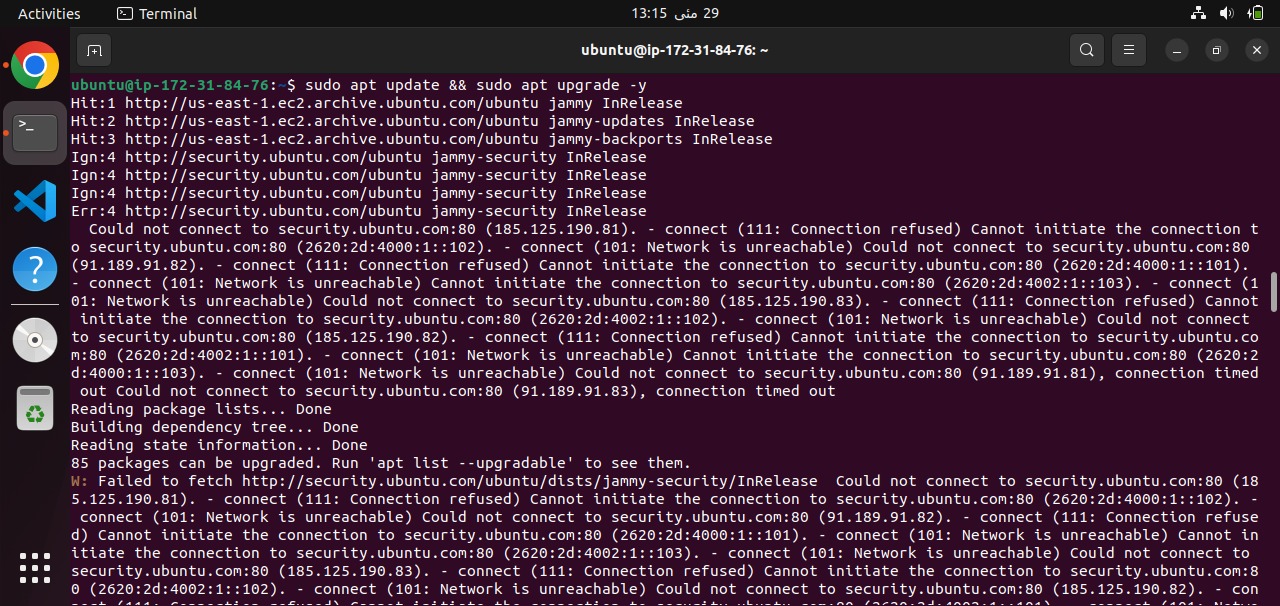 Activities
Terminal
29 مئی 13:15
ubuntu@ip-172-31-84-76: ~
ubuntu@ip-172-31-84-76:~$ sudo apt update && sudo apt upgrade -y
Hit:1 http://us-east-1.ec2.archive.ubuntu.com/ubuntu jammy InRelease
Hit:2 http://us-east-1.ec2.archive.ubuntu.com/ubuntu jammy-updates InRelease
Hit:3 http://us-east-1.ec2.archive.ubuntu.com/ubuntu jammy-backports InRelease
Ign:4 http://security.ubuntu.com/ubuntu jammy-security InRelease
Ign:4 http://security.ubuntu.com/ubuntu jammy-security InRelease
Ign:4 http://security.ubuntu.com/ubuntu jammy-security InRelease
Err:4 http://security.ubuntu.com/ubuntu jammy-security InRelease
  Could not connect to security.ubuntu.com:80 (185.125.190.81). - connect (111: Connection refused) Cannot initiate the connection t
o security.ubuntu.com:80 (2620:2d:4000:1::102). - connect (101: Network is unreachable) Could not connect to security.ubuntu.com:80
(91.189.91.82). - connect (111: Connection refused) Cannot initiate the connection to security.ubuntu.com:80 (2620:2d:4000:1::101).
- connect (101: Network is unreachable) Cannot initiate the connection to security.ubuntu.com:80 (2620:2d:4002:1::103). - connect (1
01: Network is unreachable) Could not connect to security.ubuntu.com:80 (185.125.190.83). - connect (111: Connection refused) Cannot
 initiate the connection to security.ubuntu.com:80 (2620:2d:4002:1::102). - connect (101: Network is unreachable) Could not connect
to security.ubuntu.com:80 (185.125.190.82). - connect (111: Connection refused) Cannot initiate the connection to security.ubuntu.co
m:80 (2620:2d:4002:1::101). - connect (101: Network is unreachable) Cannot initiate the connection to security.ubuntu.com:80 (2620:2
d:4000:1::103). - connect (101: Network is unreachable) Could not connect to security.ubuntu.com:80 (91.189.91.81), connection timed
 out Could not connect to security.ubuntu.com:80 (91.189.91.83), connection timed out
Reading package lists... Done
Building dependency tree... Done
Reading state information... Done
85 packages can be upgraded. Run 'apt list --upgradable' to see them.
W: Failed to fetch http://security.ubuntu.com/ubuntu/dists/jammy-security/InRelease  Could not connect to security.ubuntu.com:80 (18
5.125.190.81). - connect (111: Connection refused) Cannot initiate the connection to security.ubuntu.com:80 (2620:2d:4000:1::102). -
 connect (101: Network is unreachable) Could not connect to security.ubuntu.com:80 (91.189.91.82). - connect (111: Connection refuse
d) Cannot initiate the connection to security.ubuntu.com:80 (2620:2d:4000:1::101). - connect (101: Network is unreachable) Cannot in
itiate the connection to security.ubuntu.com:80 (2620:2d:4002:1::103). - connect (101: Network is unreachable) Could not connect to
security.ubuntu.com:80 (185.125.190.83). - connect (111: Connection refused) Cannot initiate the connection to security.ubuntu.com:8
0 (2620:2d:4002:1::102). - connect (101: Network is unreachable) Could not connect to security.ubuntu.com:80 (185.125.190.82). - con